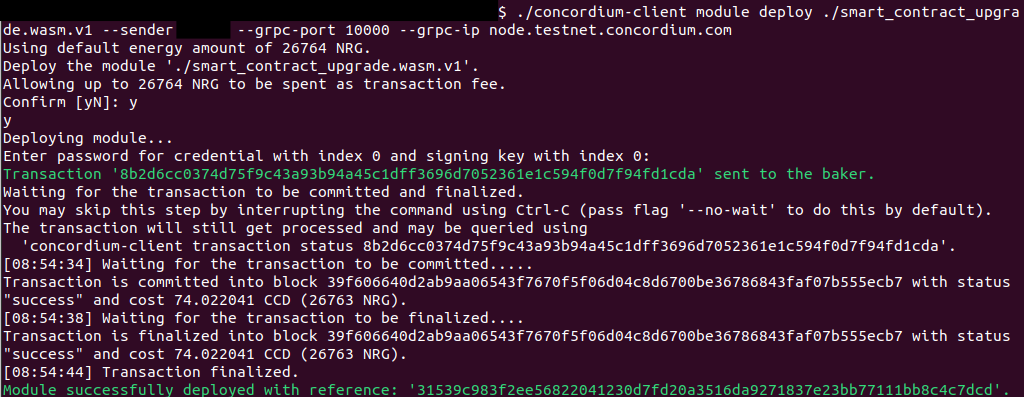 $ ./concordium-client module deploy ./smart_contract_upgra
de.wasm.v1 --sender --grpc-port 10000 --grpc-ip node.testnet.concordium.com
Using default energy amount of 26764 NRG.
Deploy the module './smart_contract_upgrade.wasm.v1'.
Allowing up to 26764 NRG to be spent as transaction fee.
Confirm [yN]: y
y
Deploying module...
Enter password for credential with index 0 and signing key with index 0:
Transaction '8b2d6cc0374d75f9c43a93b94a45c1dff3696d7052361e1c594f0d7f94fd1cda' sent to the baker.
Waiting for the transaction to be committed and finalized.
You may skip this step by interrupting the command using Ctrl-C (pass flag '--no-wait' to do this by default).
The transaction will still get processed and may be queried using
  'concordium-client transaction status 8b2d6cc0374d75f9c43a93b94a45c1dff3696d7052361e1c594f0d7f94fd1cda'.
[08:54:34] Waiting for the transaction to be committed.....
Transaction is committed into block 39f606640d2ab9aa06543f7670f5f06d04c8d6700be36786843faf07b555ecb7 with status
"success" and cost 74.022041 CCD (26763 NRG).
[08:54:38] Waiting for the transaction to be finalized....
Transaction is finalized into block 39f606640d2ab9aa06543f7670f5f06d04c8d6700be36786843faf07b555ecb7 with status
"success" and cost 74.022041 CCD (26763 NRG).
[08:54:44] Transaction finalized.
Module successfully deployed with reference: '31539c983f2ee56822041230d7fd20a3516da9271837e23bb77111bb8c4c7dcd'.